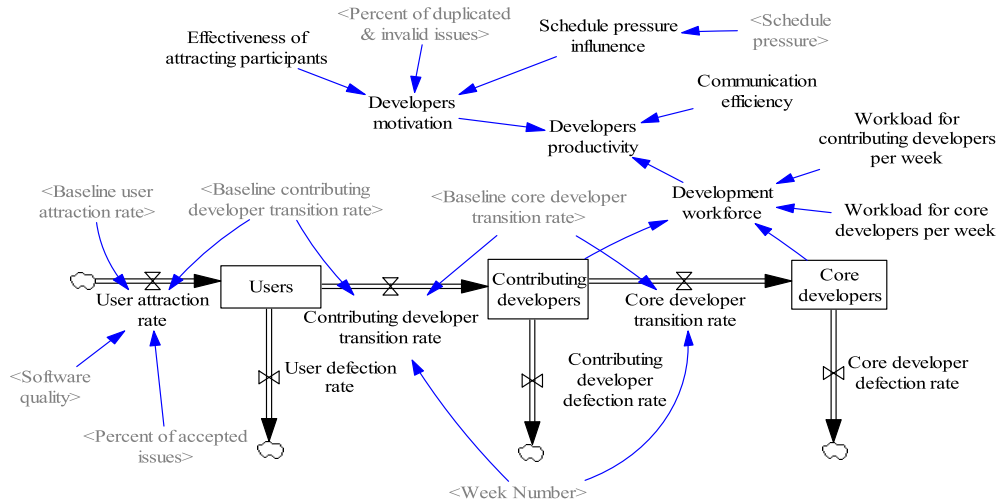 Effectiveness of
attracting participants
<Percent of duplicated
& invalid issues>
Schedule pressure
influnence
<Schedule
pressure>
Developers
motivation
Communication
efficiency
Developers
productivity
Workload for
contributing developers
per week
<Baseline user
attraction rate>
<Baseline contributing
developer transition rate>
<Baseline core developer
transition rate>
Development
workforce
Workload for core
developers per week
User attraction
rate
Users
Contributing developer
transition rate
Contributing
developers
Core developer
transition rate
Core
developers
User defection
rate
Contributing
developer
defection rate
Core developer
defection rate
<Software
quality>
<Percent of accepted
issues>
<Week Number>